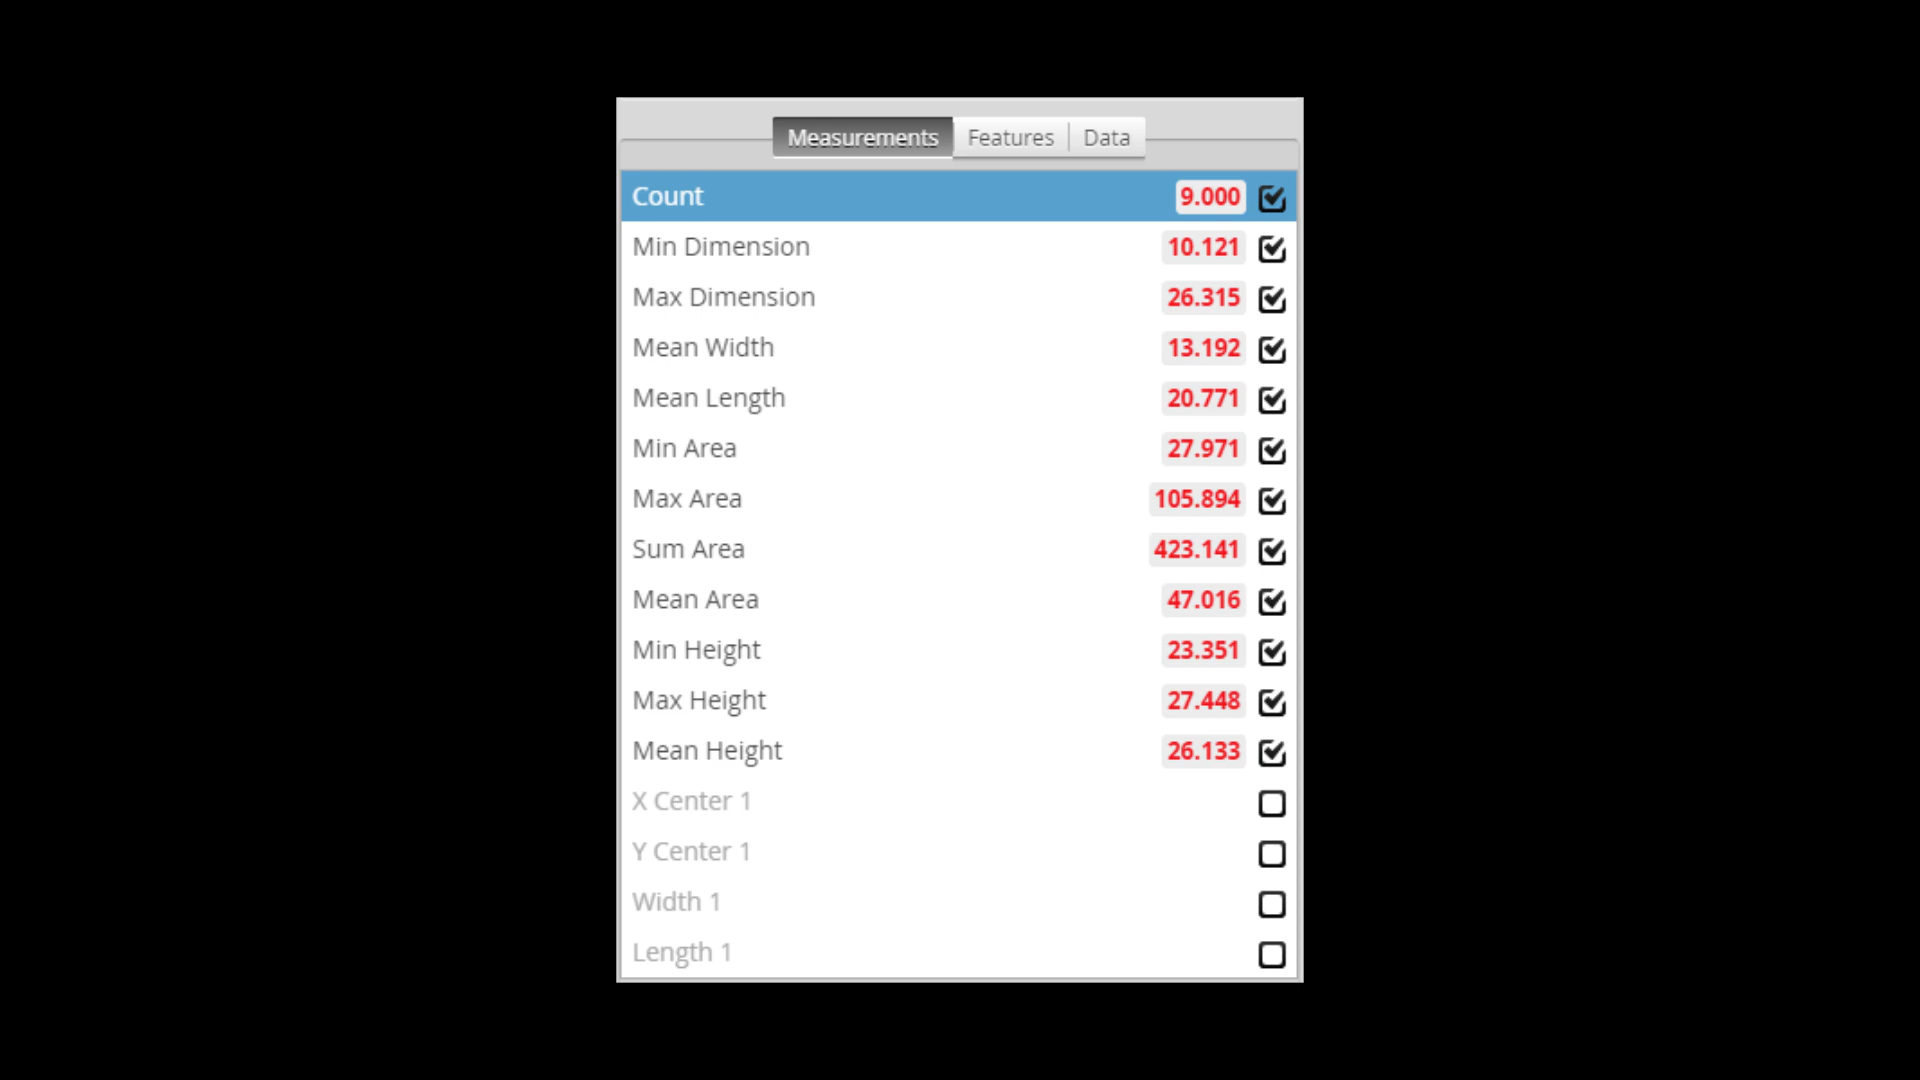 Measurements Features Data
Count 9.000
Min Dimension 10.121
Max Dimension 26.315
Mean Width 13.192
Mean Length 20.771
Min Area 27.971
Max Area 105.894
Sum Area 423.141
Mean Area 47.016
Min Height 23.351
Max Height 27.448
Mean Height 26.133
X Center 1
Y Center 1
Width 1
Length 1